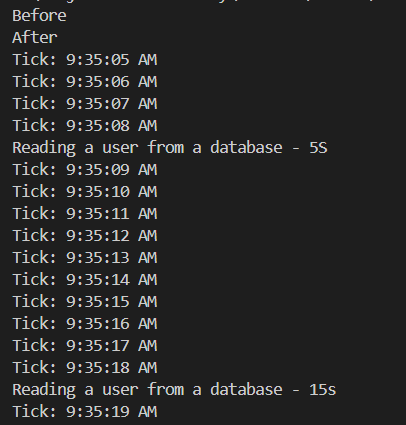 Before
After
Tick: 9:35:05 AM
Tick: 9:35:06 AM
Tick: 9:35:07 AM
Tick: 9:35:08 AM
Reading a user from a database - 5S
Tick: 9:35:09 AM
Tick: 9:35:10 AM
Tick: 9:35:11 AM
Tick: 9:35:12 AM
Tick: 9:35:13 AM
Tick: 9:35:14 AM
Tick: 9:35:15 AM
Tick: 9:35:16 AM
Tick: 9:35:17 AM
Tick: 9:35:18 AM
Reading a user from a database - 15s
Tick: 9:35:19 AM